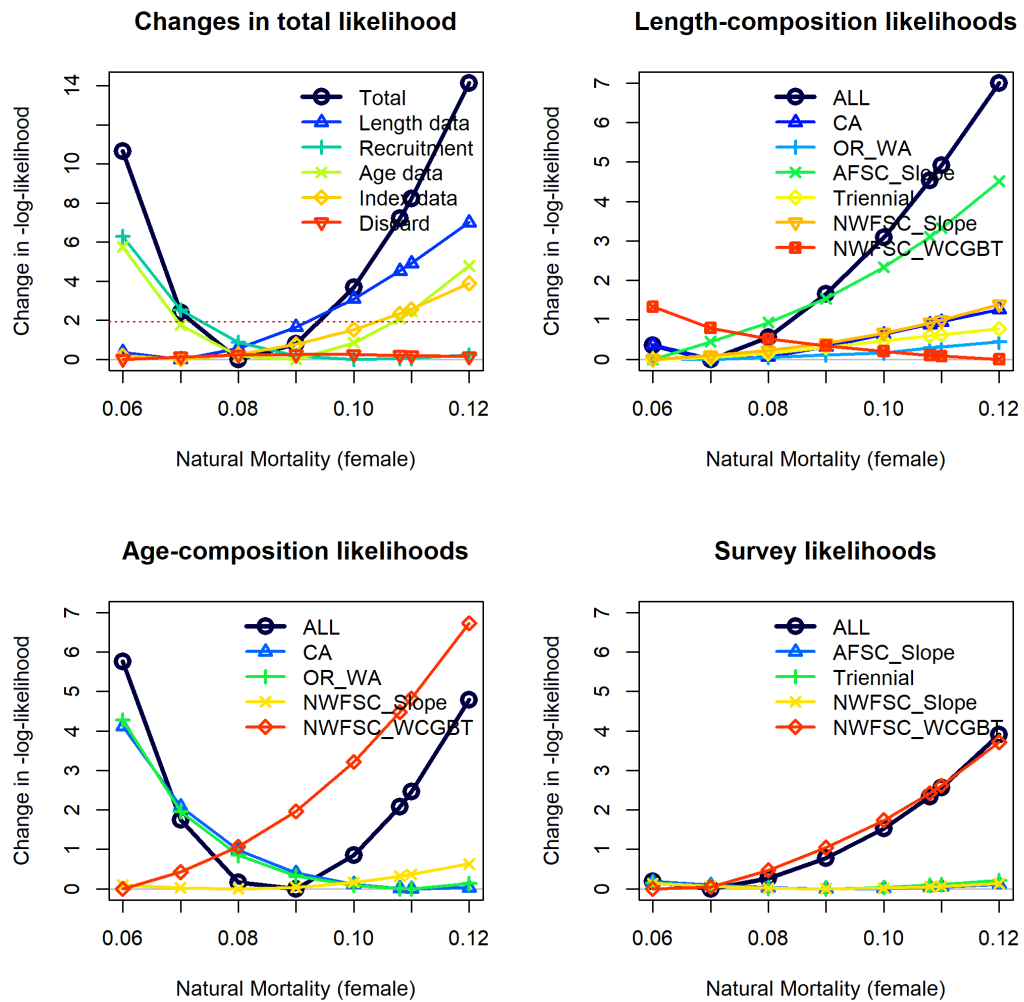 Changes in total likelihood
Change in -log-likelihood
14
10
8
6
4
2
0
Total
Length data
Recruitment
Age data
Index data
Discard
0.06
0.08
0.10
0.12
Natural Mortality (female)
Length-composition likelihoods
Change in -log-likelihood
7
6
5
4
3
2
1
0
ALL
CA
OR_WA
AFSC_Slope
Triennial
NWFSC_Slope
NWFSC_WCGBT
0.06
0.08
0.10
0.12
Natural Mortality (female)
Age-composition likelihoods
Change in -log-likelihood
7
6
5
4
3
2
1
0
ALL
CA
OR_WA
NWFSC_Slope
NWFSC_WCGBT
0.06
0.08
0.10
0.12
Natural Mortality (female)
Survey likelihoods
Change in -log-likelihood
7
6
5
4
3
2
1
0
ALL
AFSC_Slope
Triennial
NWFSC_Slope
NWFSC_WCGBT
0.06
0.08
0.10
0.12
Natural Mortality (female)